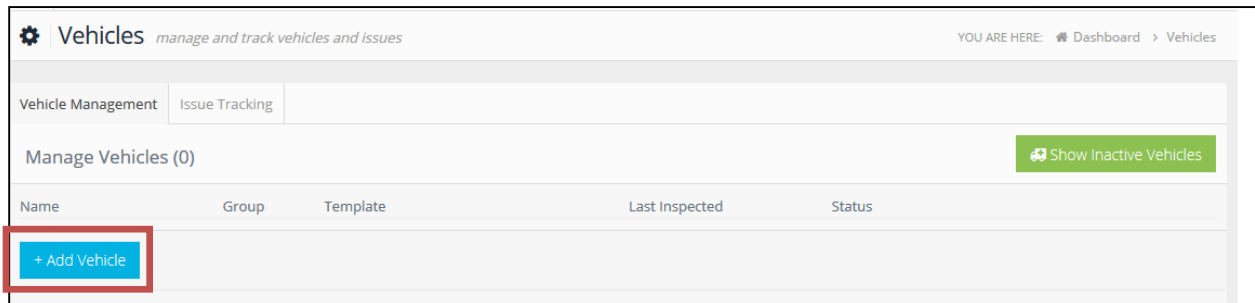 Vehicles manage and track vehicles and issues
YOU ARE HERE: Dashboard > Vehicles
Vehicle Management Issue Tracking
Manage Vehicles (0)
Show Inactive Vehicles
Name Group Template Last Inspected Status
+ Add Vehicle